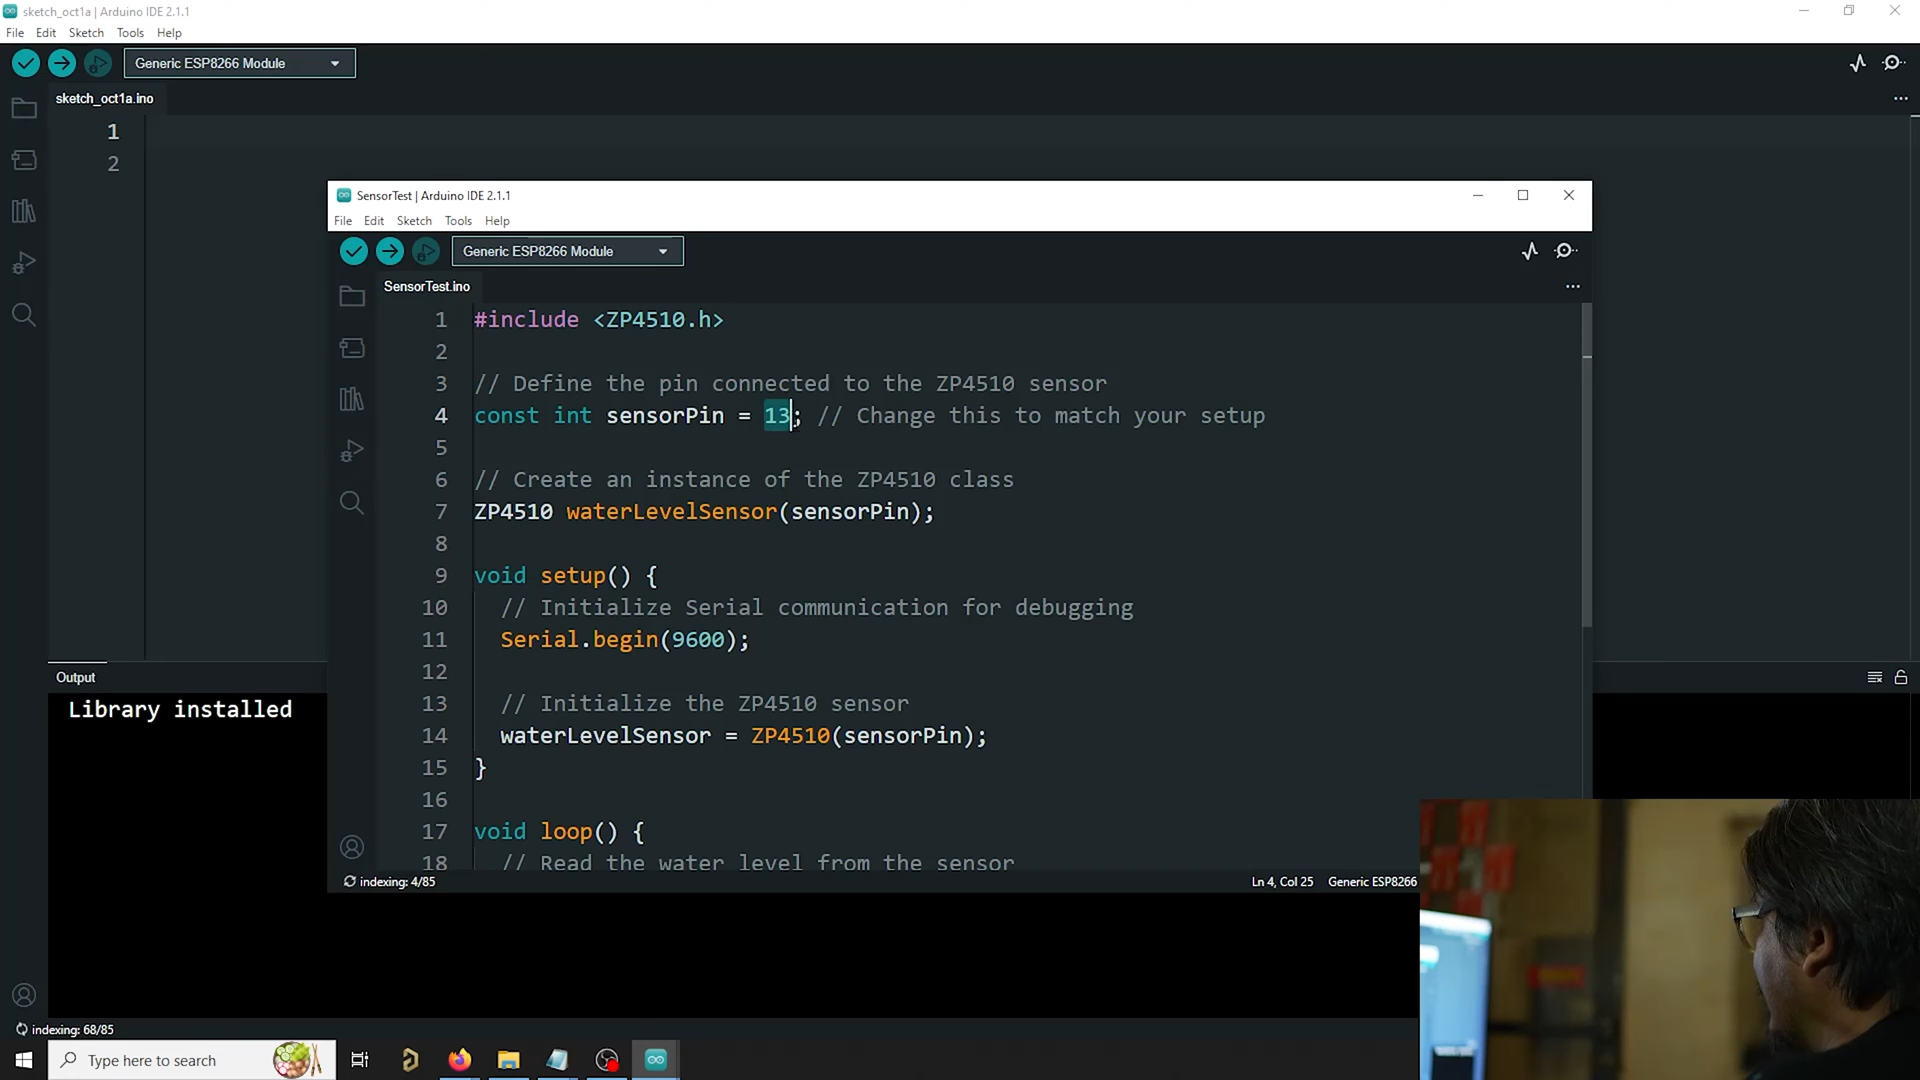 sketch_oct1a | Arduino IDE 2.1.1
File Edit Sketch Tools Help
Generic ESP8266 Module
sketch_oct1a.ino
1
2
SensorTest | Arduino IDE 2.1.1
File Edit Sketch Tools Help
Generic ESP8266 Module
SensorTest.ino
1 #include <ZP4510.h>
2
3 // Define the pin connected to the ZP4510 sensor
4 const int sensorPin = 13; // Change this to match your setup
5
6 // Create an instance of the ZP4510 class
7 ZP4510 waterLevelSensor(sensorPin);
8
9 void setup() {
10 // Initialize Serial communication for debugging
11 Serial.begin(9600);
12
13 // Initialize the ZP4510 sensor
14 waterLevelSensor = ZP4510(sensorPin);
15 }
16
17 void loop() {
18 // Read the water level from the sensor
indexing: 4/85 Ln 4, Col 25 Generic ESP8266
Output
Library installed
indexing: 68/85
Type here to search